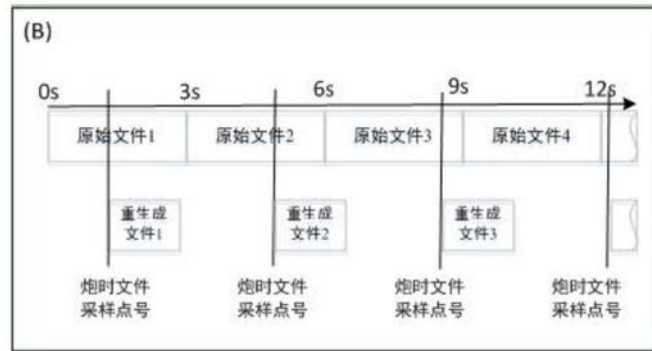 (B)
0s 3s 6s 9s 12s
原始文件1 原始文件2 原始文件3 原始文件4
重生成 重生成 重生成
文件1 文件2 文件3
炮时文件 炮时文件 炮时文件 炮时文件
采样点号 采样点号 采样点号 采样点号